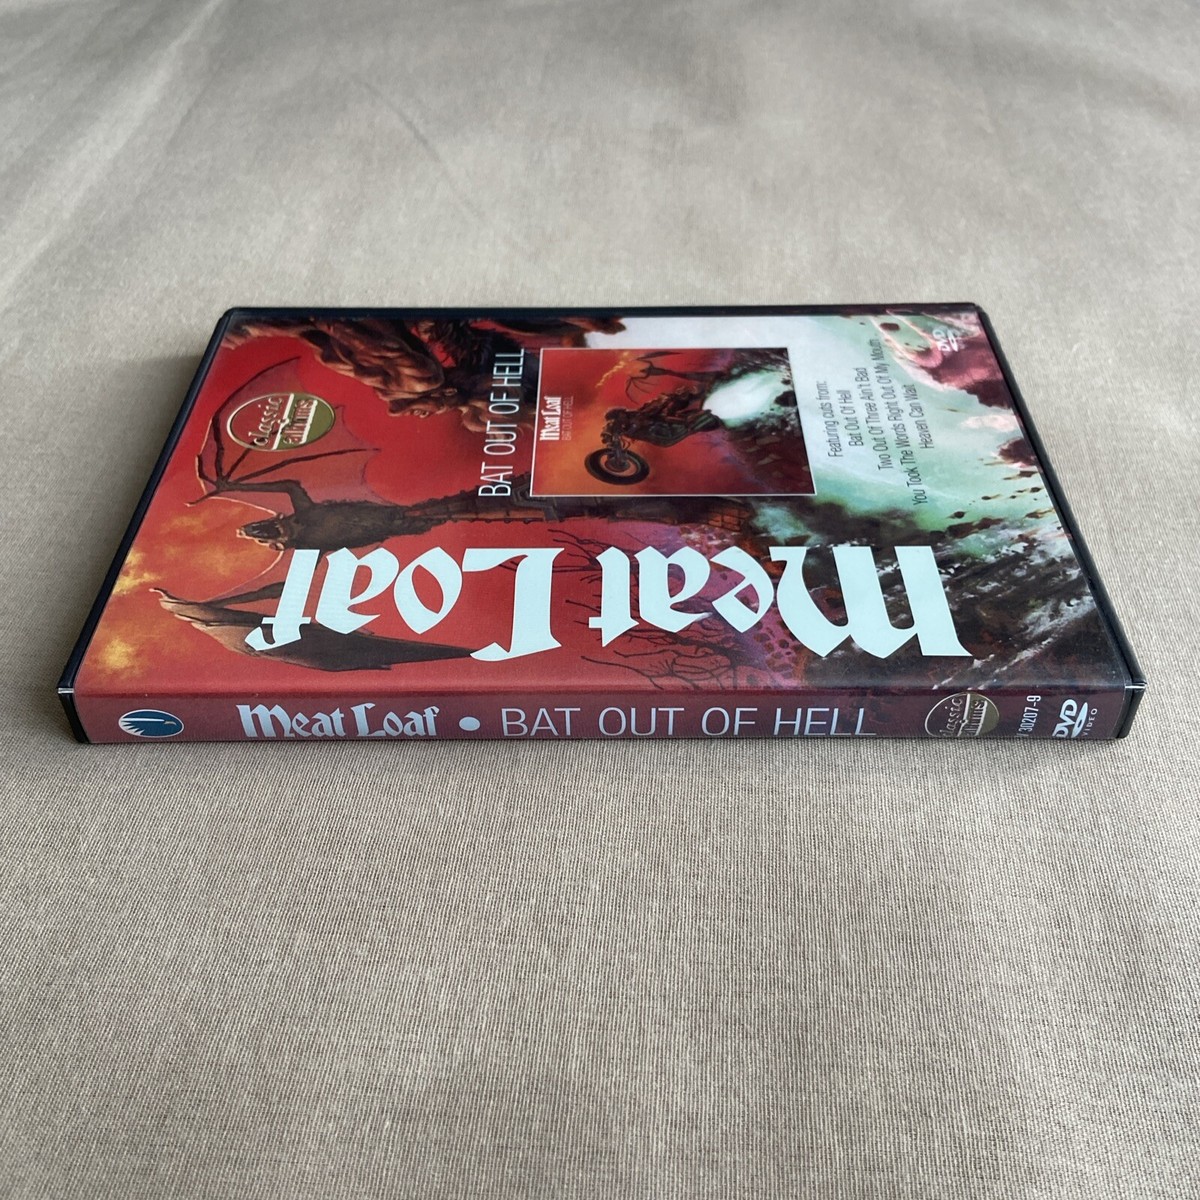 classic
albums
BAT OUT OF HELL
Meat Loaf
BAT OUT OF HELL
Featuring cuts from:
Bat Out Of Hell
Two Out Of Three Ain't Bad
You Took The Words Right Out Of My Mouth
Heaven Can Wait
DVD
Meat Loaf
Meat Loaf • BAT OUT OF HELL
classic
albums
30207-9
DVD
VIDEO